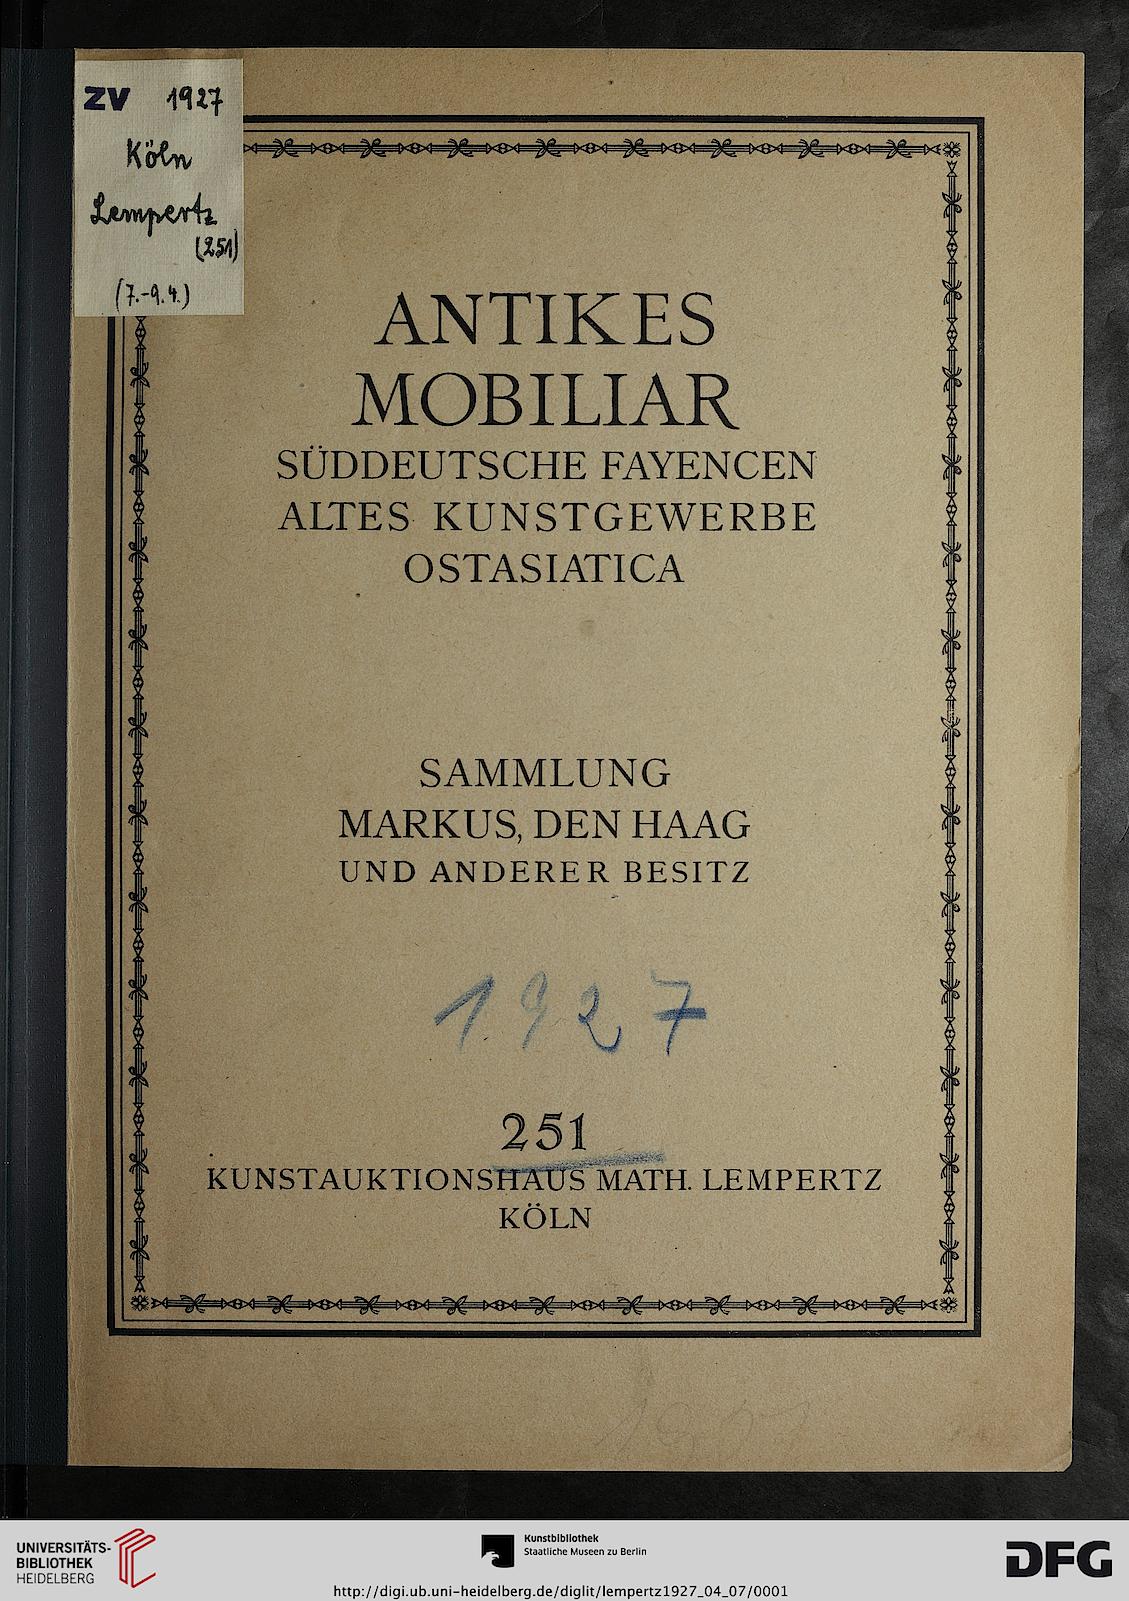 ZV 1927
Köln
Lempertz
(251)
(7.-9.4.)
ANTIKES
MOBILIAR
SÜDDEUTSCHE FAYENCEN
ALTES KUNSTGEWERBE
OSTASIATICA
SAMMLUNG
MARKUS, DEN HAAG
UND ANDERER BESITZ
1927
251
KUNSTAUKTIONSHAUS MATH. LEMPERTZ
KÖLN
UNIVERSITÄTS-
BIBLIOTHEK
HEIDELBERG
Kunstbibliothek
Staatliche Museen zu Berlin
DFG
http://digi.ub.uni-heidelberg.de/diglit/lempertz1927_04_07/0001